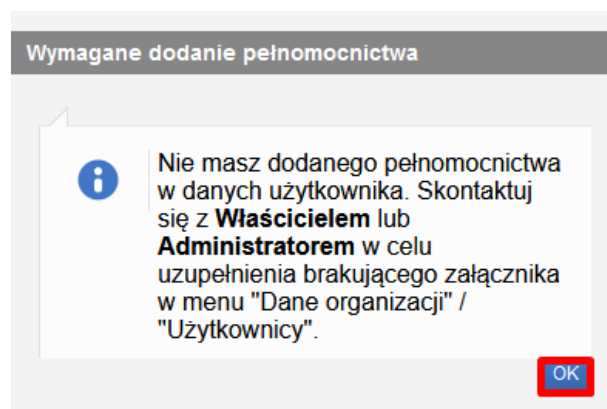 Wymagane dodanie pełnomocnictwa
Nie masz dodanego pełnomocnictwa
w danych użytkownika. Skontaktuj
się z Właścicielem lub
Administratorem w celu
uzupełnienia brakującego załącznika
w menu "Dane organizacji" /
"Użytkownicy".
OK